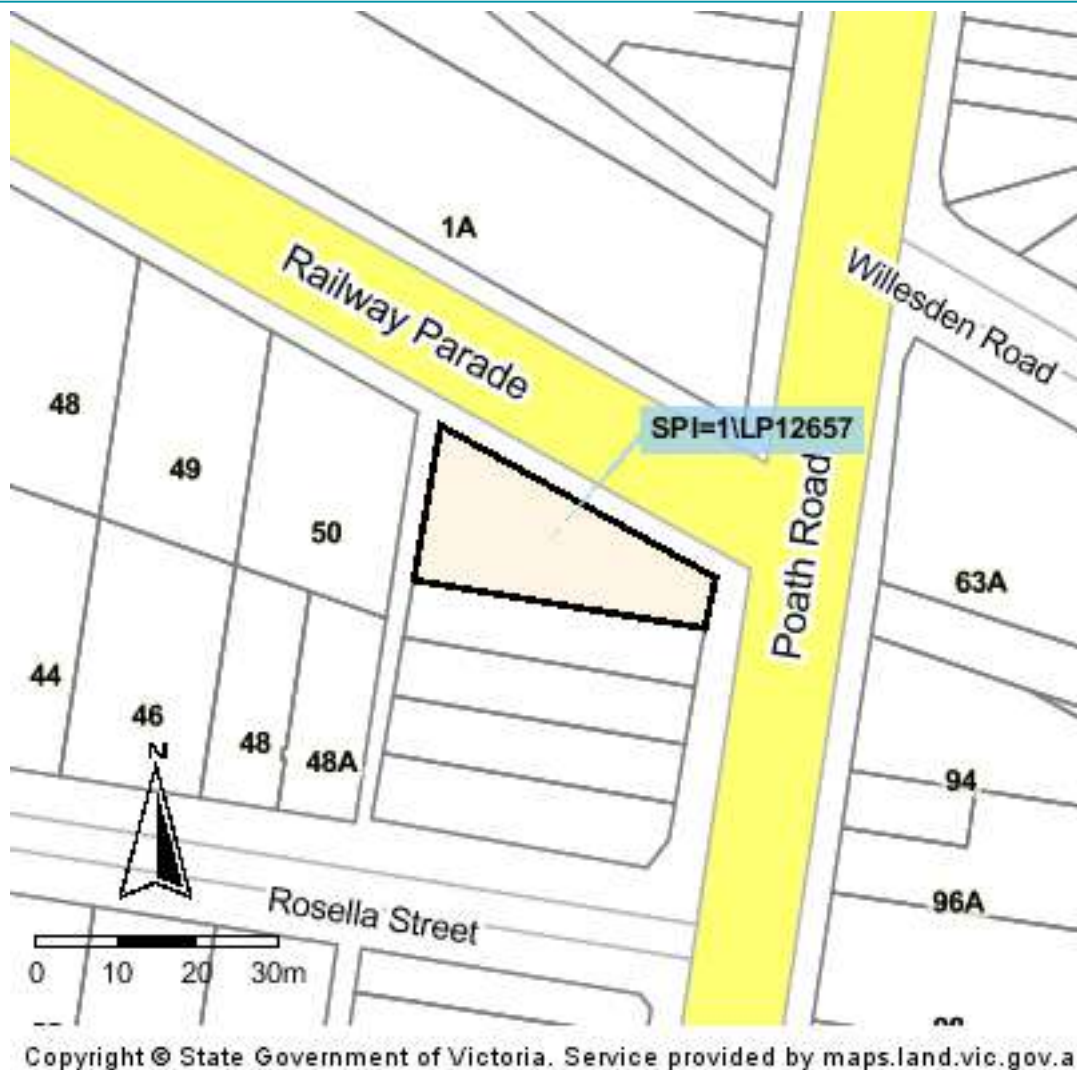 1A
Railway Parade
Willesden Road
48
SPI=1\LP12657
49
50
Poath Road
63A
44
46
48
48A
94
N
96A
Rosella Street
0 10 20 30m
Copyright © State Government of Victoria. Service provided by maps.land.vic.gov.a